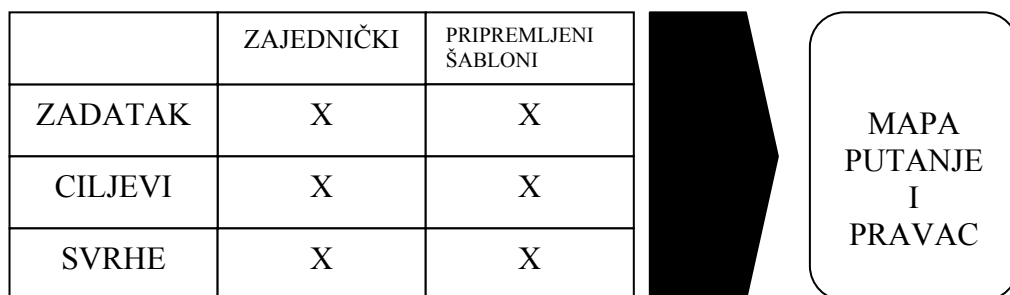 ZAJEDNIČKI
PRIPREMLJENI
ŠABLONI
ZADATAK X X
CILJEVI X X
SVRHE X X
MAPA
PUTANJE
I
PRAVAC